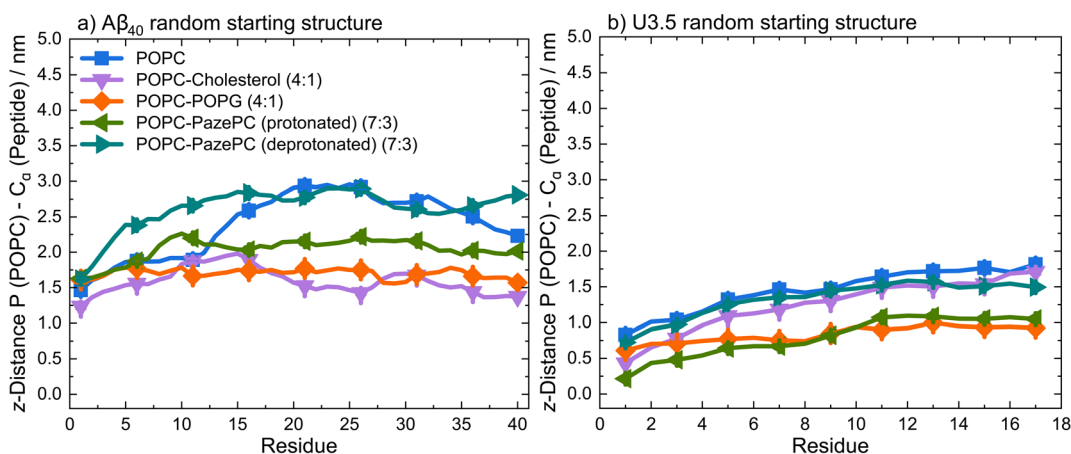 a) Aβ₄₀ random starting structure
5.0
4.5
4.0
3.5
3.0
2.5
2.0
1.5
1.0
0.5
0.0
z-Distance P (POPC) - Cα (Peptide) / nm
POPC
POPC-Cholesterol (4:1)
POPC-POPG (4:1)
POPC-PazePC (protonated) (7:3)
POPC-PazePC (deprotonated) (7:3)
0 5 10 15 20 25 30 35 40
Residue
b) U3.5 random starting structure
5.0
4.5
4.0
3.5
3.0
2.5
2.0
1.5
1.0
0.5
0.0
z-Distance P (POPC) - Cα (Peptide) / nm
0 2 4 6 8 10 12 14 16 18
Residue